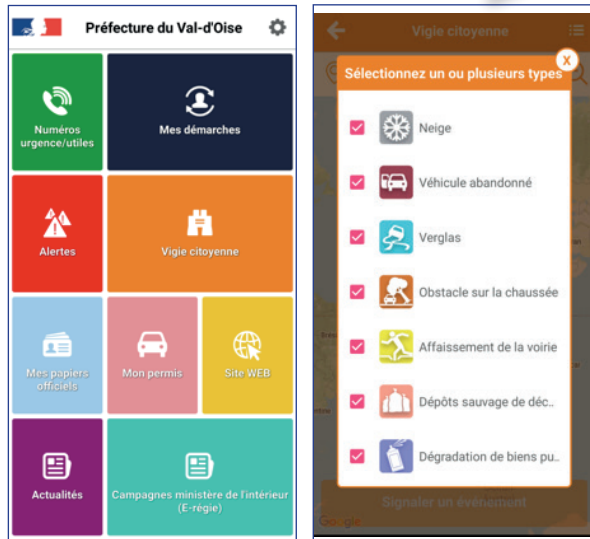 Préfecture du Val-d'Oise
Numéros
urgence/utiles
Mes démarches
Alertes
Vigie citoyenne
Mes papiers
officiels
Mon permis
Site WEB
Actualités
Campagnes ministère de l'intérieur
(E-régie)
Vigie citoyenne
Sélectionnez un ou plusieurs types
X
Neige
Véhicule abandonné
Verglas
Obstacle sur la chaussée
Affaissement de la voirie
Dépôts sauvage de déc..
Dégradation de biens pu..
Signaler un événement
Google